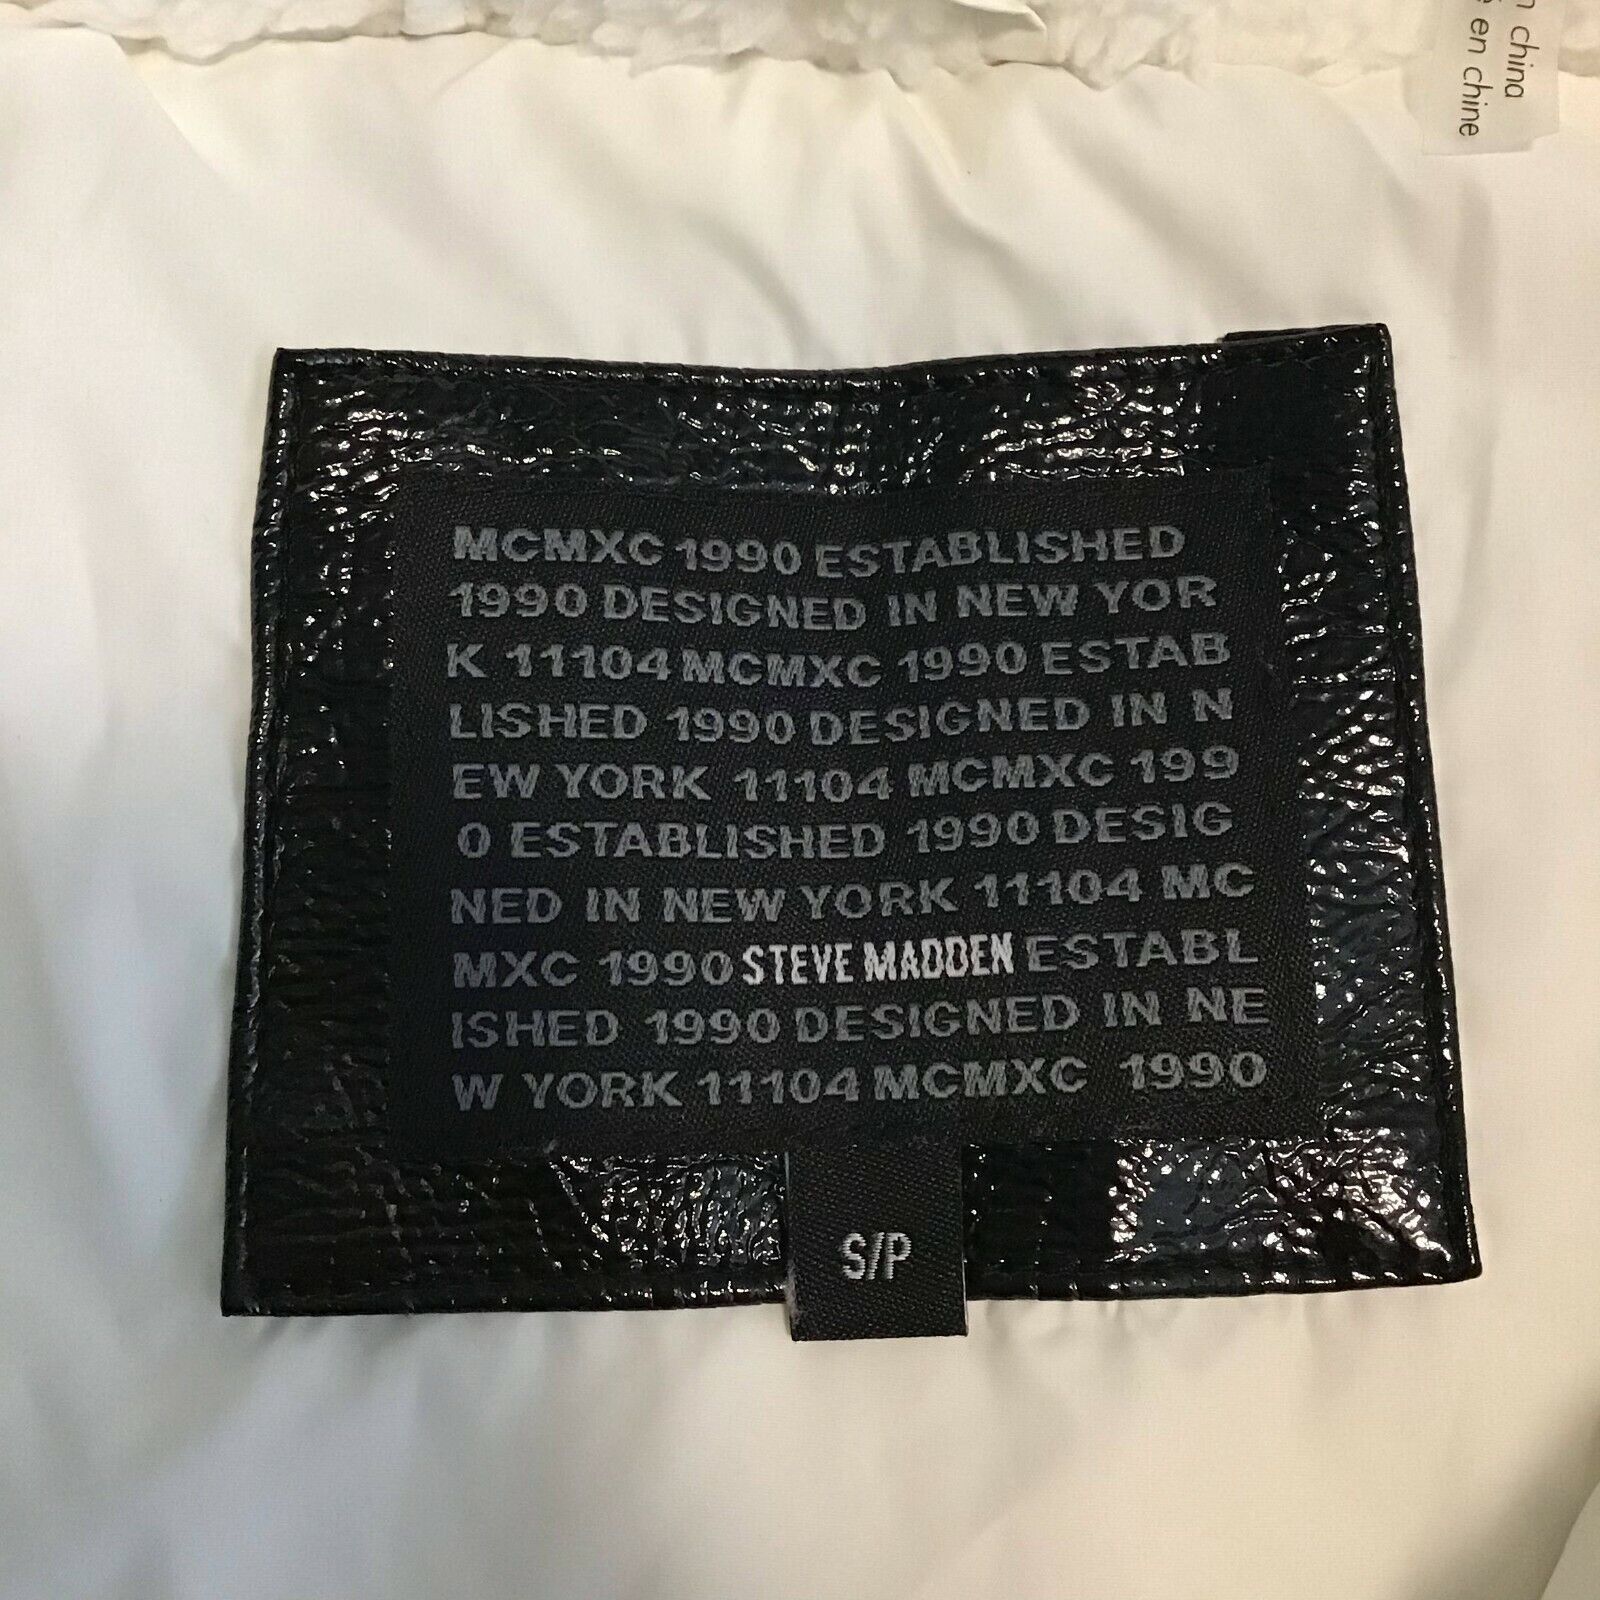 china
en chine
MCMXC 1990 ESTABLISHED
1990 DESIGNED IN NEW YOR
K 11104 MCMXC 1990 ESTAB
LISHED 1990 DESIGNED IN N
EW YORK 11104 MCMXC 199
0 ESTABLISHED 1990 DESIG
NED IN NEW YORK 11104 MC
MXC 1990 STEVE MADDEN ESTABL
ISHED 1990 DESIGNED IN NE
W YORK 11104 MCMXC 1990
S/P